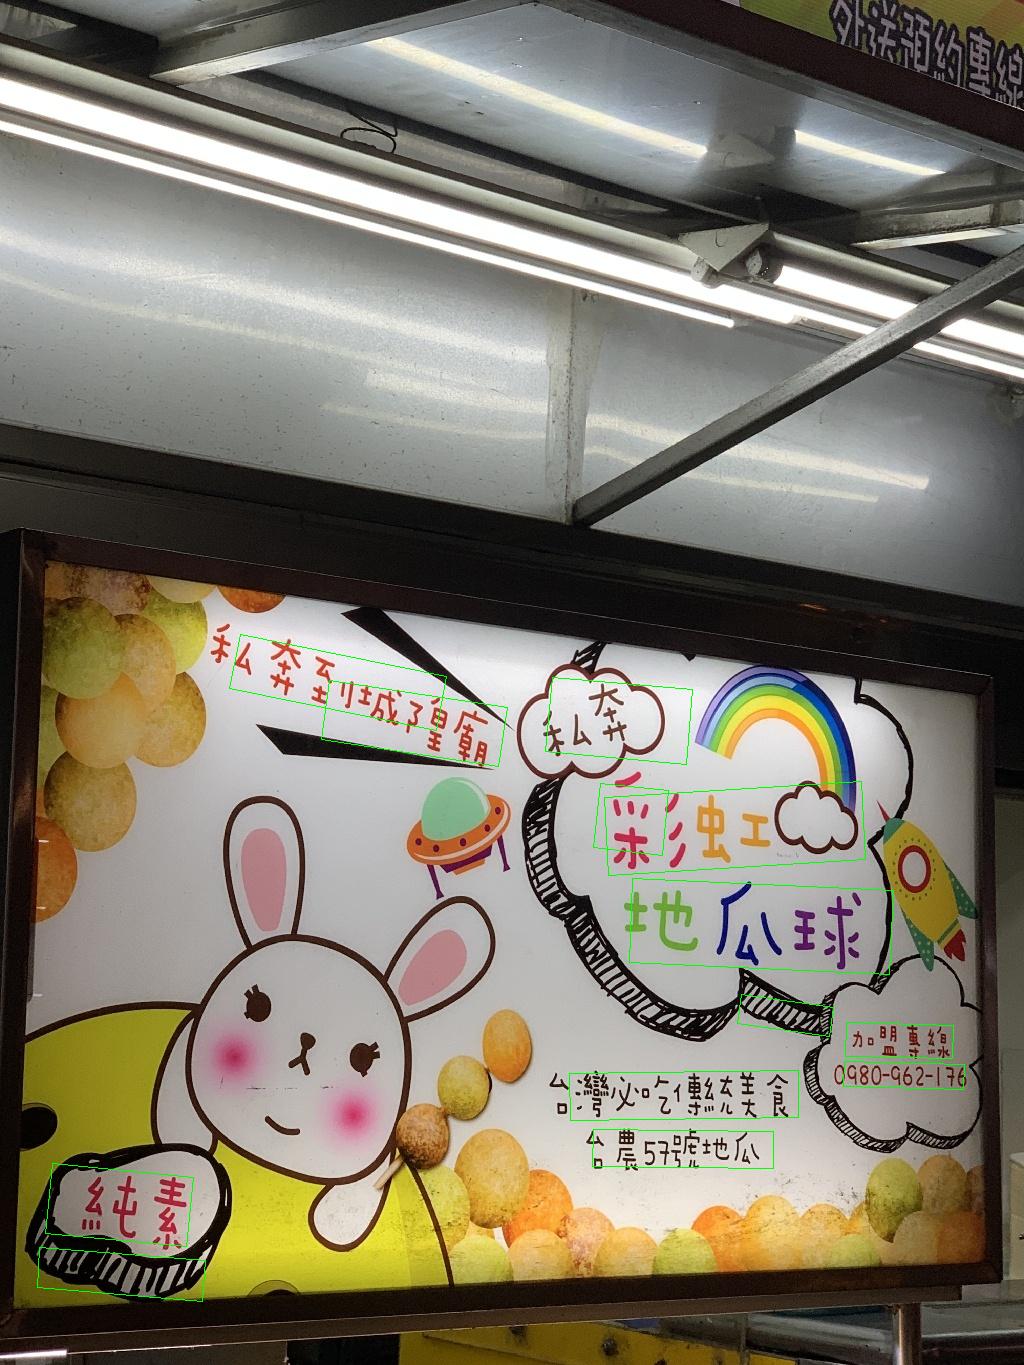 外送預約專線
私奔到城隍廟
私奔
彩虹
地瓜球
加盟專線
0980-962-176
台灣必吃傳統美食
台農57號地瓜
純素